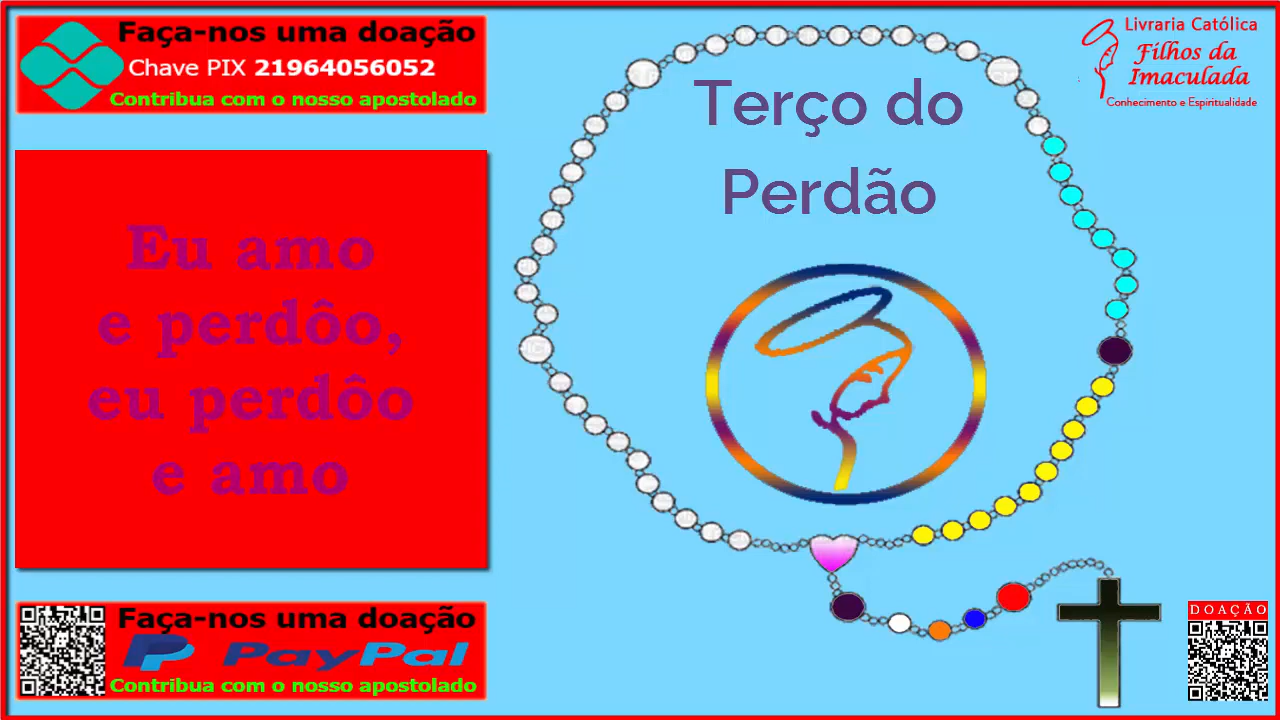 Faça-nos uma doação
Chave PIX 21964056052
Contribua com o nosso apostolado
Eu amo
e perdôo,
eu perdôo
e amo
Faça-nos uma doação
PayPal
Contribua com o nosso apostolado
Terço do
Perdão
Livraria Católica
Filhos da
Imaculada
Conhecimento e Espiritualidade
DOAÇÃO